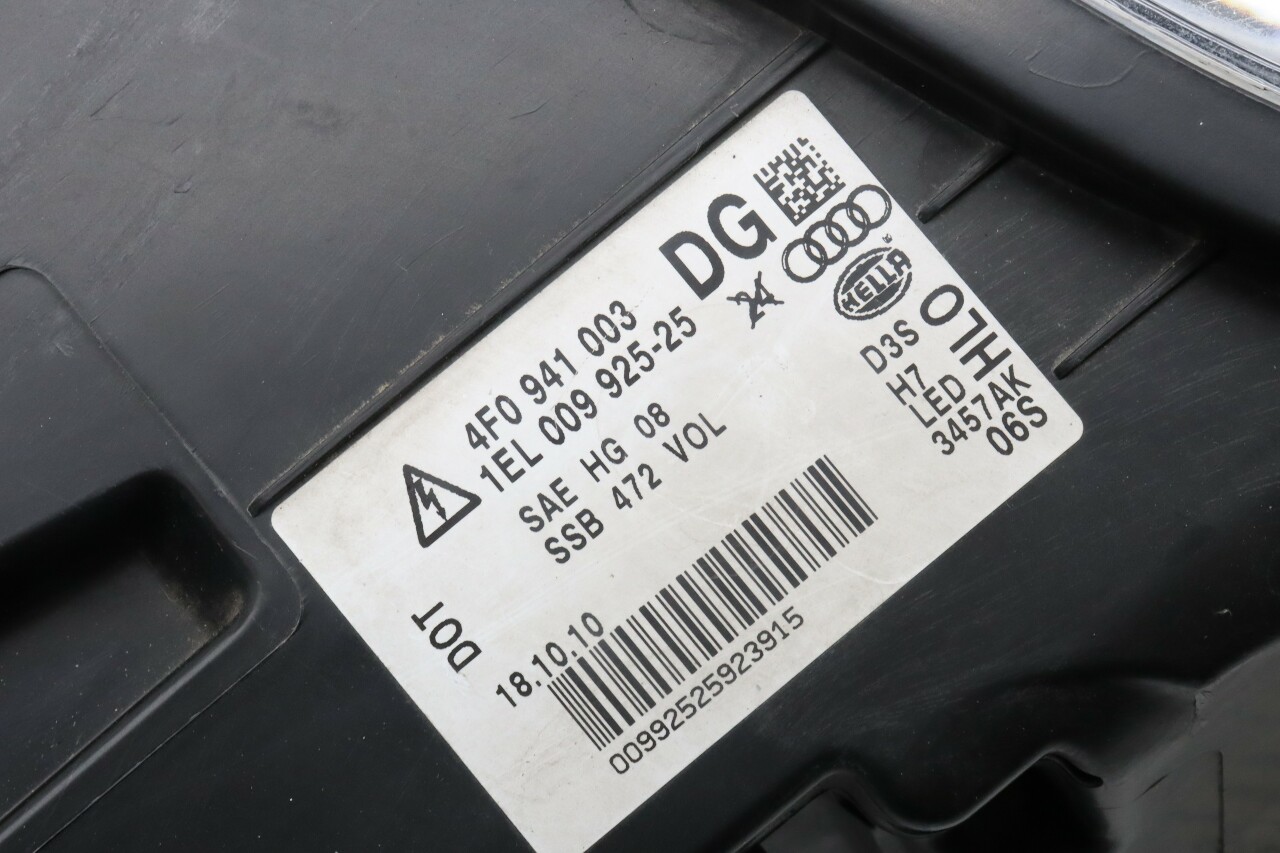 DG
24
4F0 941 003
1EL 009 925-25
SAE HG 08
SSB 472 VOL
HELLA
D3S
H7
LED
3457AK
06S
DOT
18.10.10
00992525923915